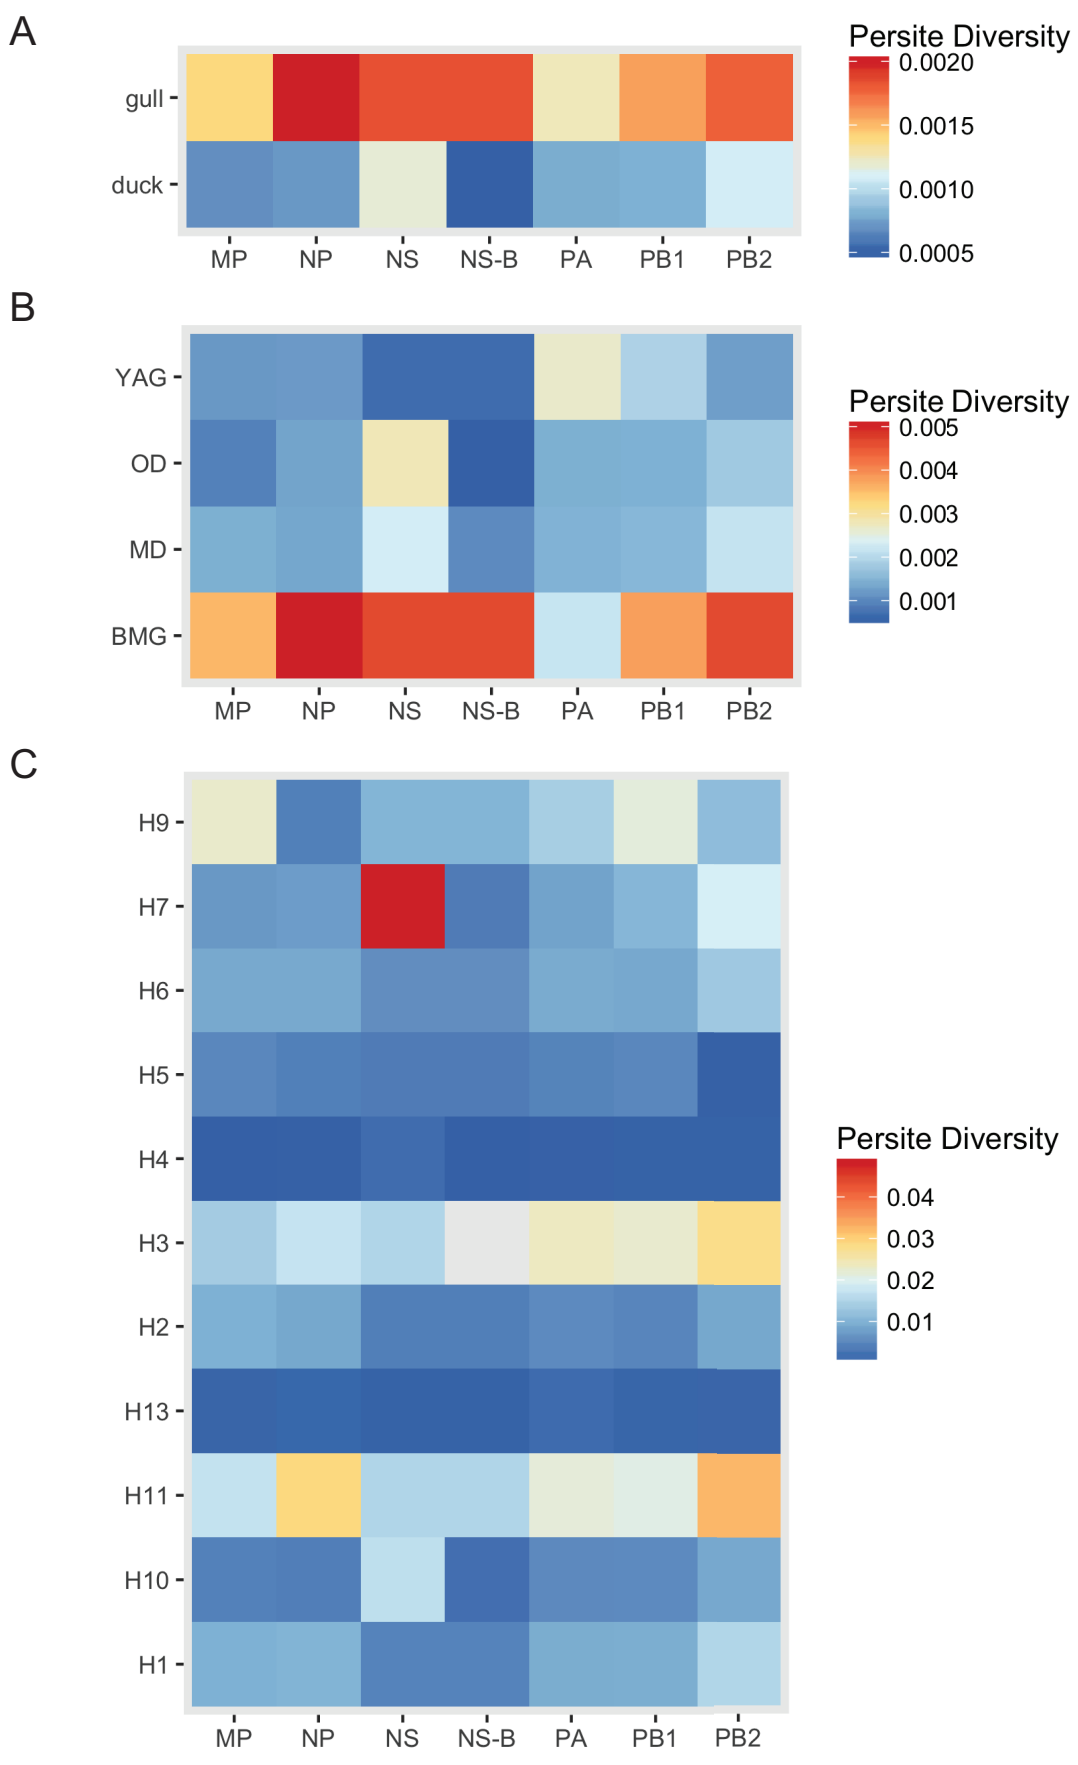 A
Persite Diversity
0.0020
0.0015
0.0010
0.0005
gull
duck
MP NP NS NS-B PA PB1 PB2
B
Persite Diversity
0.005
0.004
0.003
0.002
0.001
YAG
OD
MD
BMG
MP NP NS NS-B PA PB1 PB2
C
H9
H7
H6
H5
H4
H3
H2
H13
H11
H10
H1
Persite Diversity
0.04
0.03
0.02
0.01
MP NP NS NS-B PA PB1 PB2